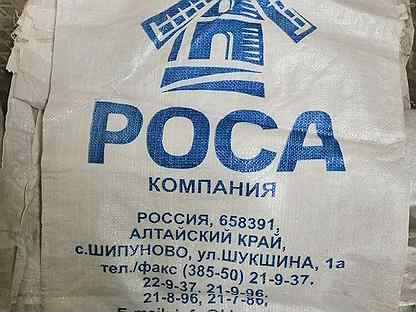 РОСА
КОМПАНИЯ
РОССИЯ, 658391,
АЛТАЙСКИЙ КРАЙ,
с.ШИПУНОВО, ул.ШУКШИНА, 1а
тел./факс (385-50) 21-9-37.
22-9-37. 21-9-96.
21-8-96, 21-7-86,